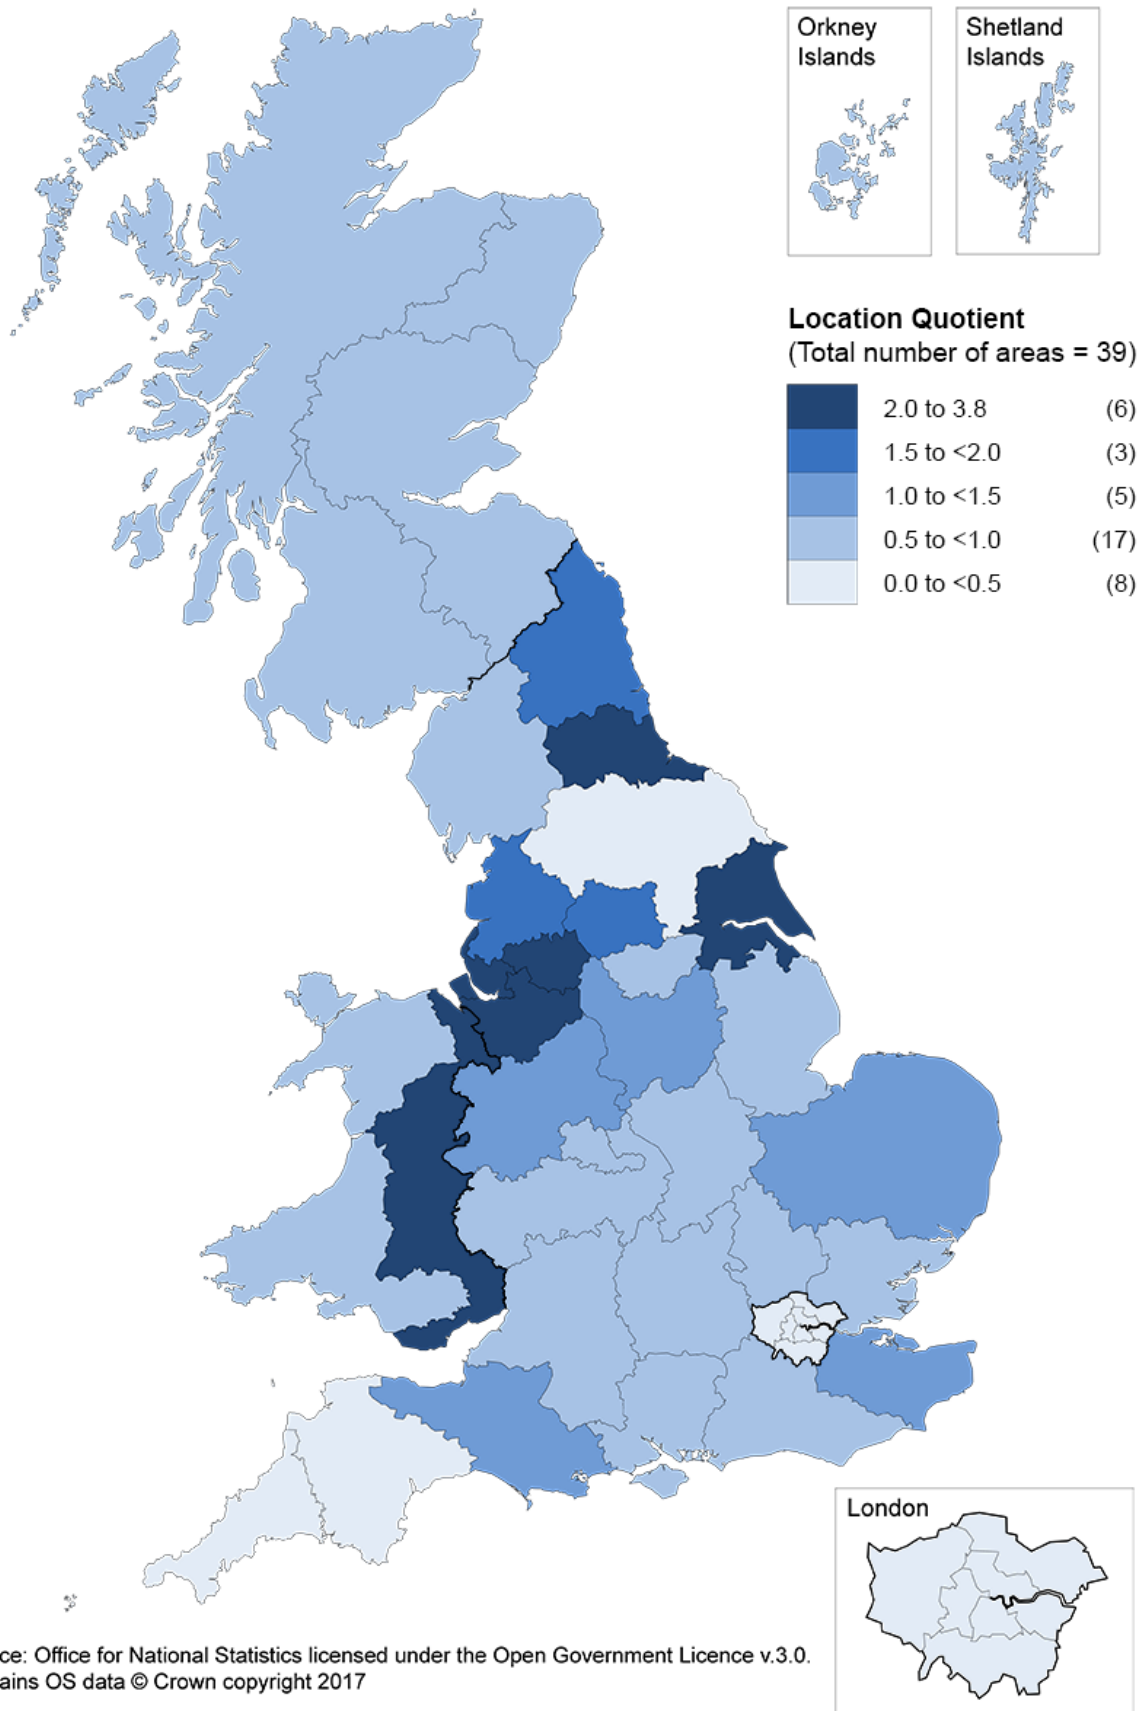 Orkney
Islands
Shetland
Islands
Location Quotient
(Total number of areas = 39)
2.0 to 3.8 (6)
1.5 to <2.0 (3)
1.0 to <1.5 (5)
0.5 to <1.0 (17)
0.0 to <0.5 (8)
London
ce: Office for National Statistics licensed under the Open Government Licence v.3.0.
ains OS data © Crown copyright 2017